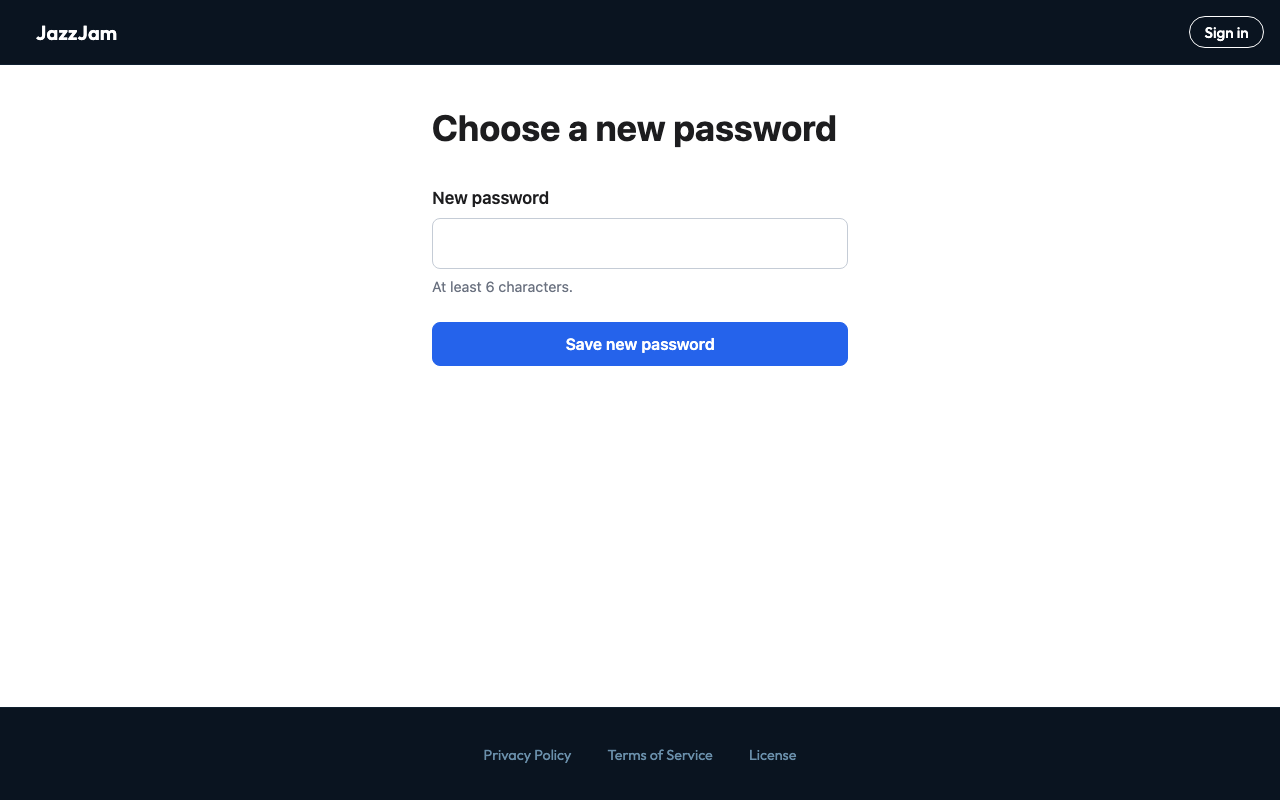 JazzJam
Sign in
Choose a new password
New password
At least 6 characters.
Save new password
Privacy Policy
Terms of Service
License